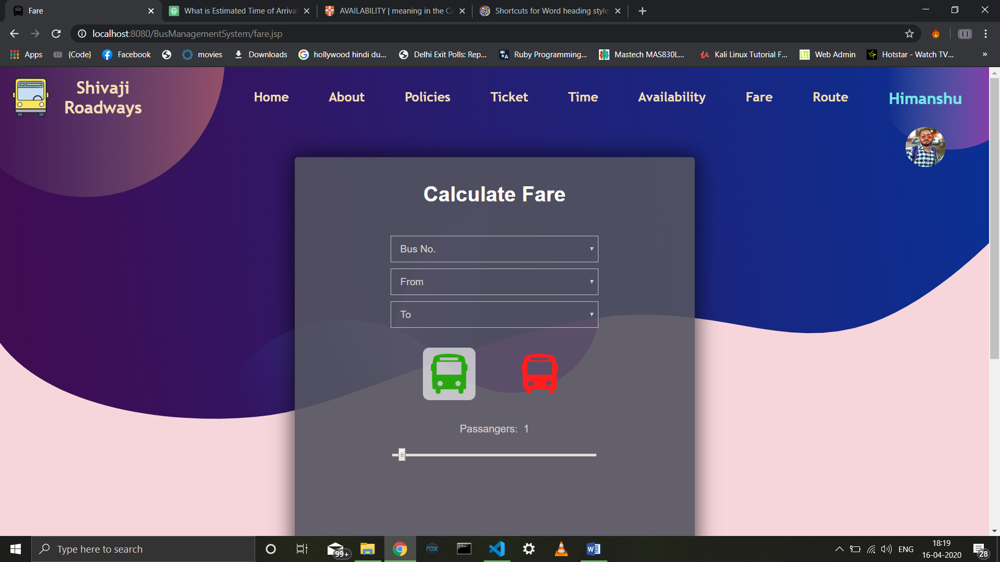 Fare
What is Estimated Time of Arrival
AVAILABILITY | meaning in the Ca
Shortcuts for Word heading style
localhost:8080/BusManagementSystem/fare.jsp
Apps
{Code}
Facebook
movies
Downloads
hollywood hindi du...
Delhi Exit Polls: Rep...
Ruby Programming...
Mastech MAS830L...
Kali Linux Tutorial F...
LTE
Web Admin
Hotstar - Watch TV...
»
Shivaji
Roadways
Home
About
Policies
Ticket
Time
Availability
Fare
Route
Himanshu
Calculate Fare
Bus No.
From
To
Passangers: 1
Type here to search
99+
nox
ENG
18:19
16-04-2020
28